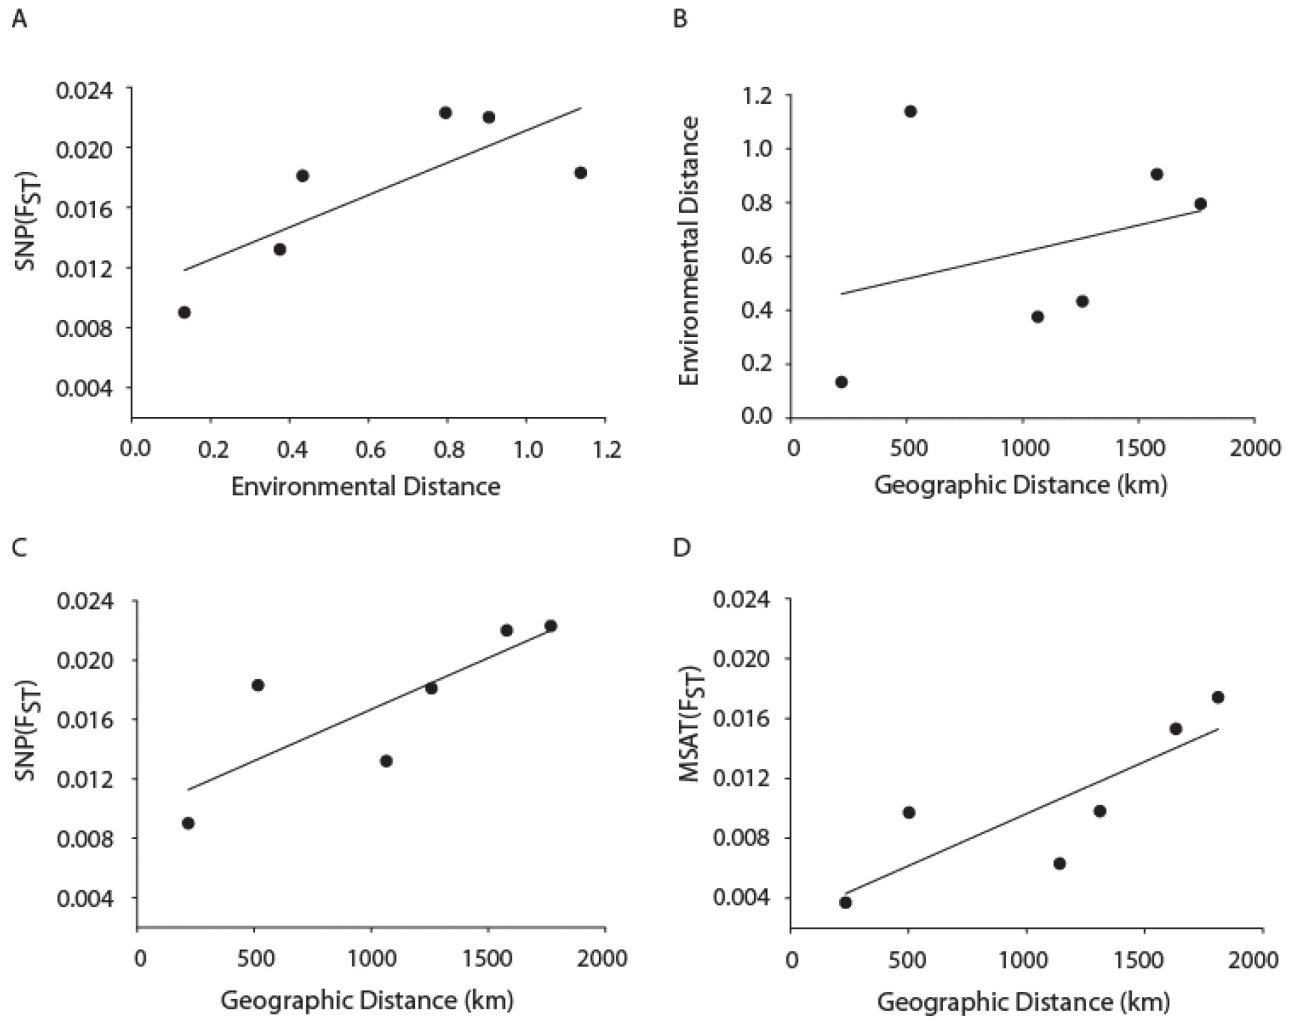 A
SNP(FST)
0.024
0.020
0.016
0.012
0.008
0.004
0.0 0.2 0.4 0.6 0.8 1.0 1.2
Environmental Distance
B
Environmental Distance
1.2
1.0
0.8
0.6
0.4
0.2
0.0
0 500 1000 1500 2000
Geographic Distance (km)
C
SNP(FST)
0.024
0.020
0.016
0.012
0.008
0.004
0 500 1000 1500 2000
Geographic Distance (km)
D
MSAT(FST)
0.024
0.020
0.016
0.012
0.008
0.004
0 500 1000 1500 2000
Geographic Distance (km)